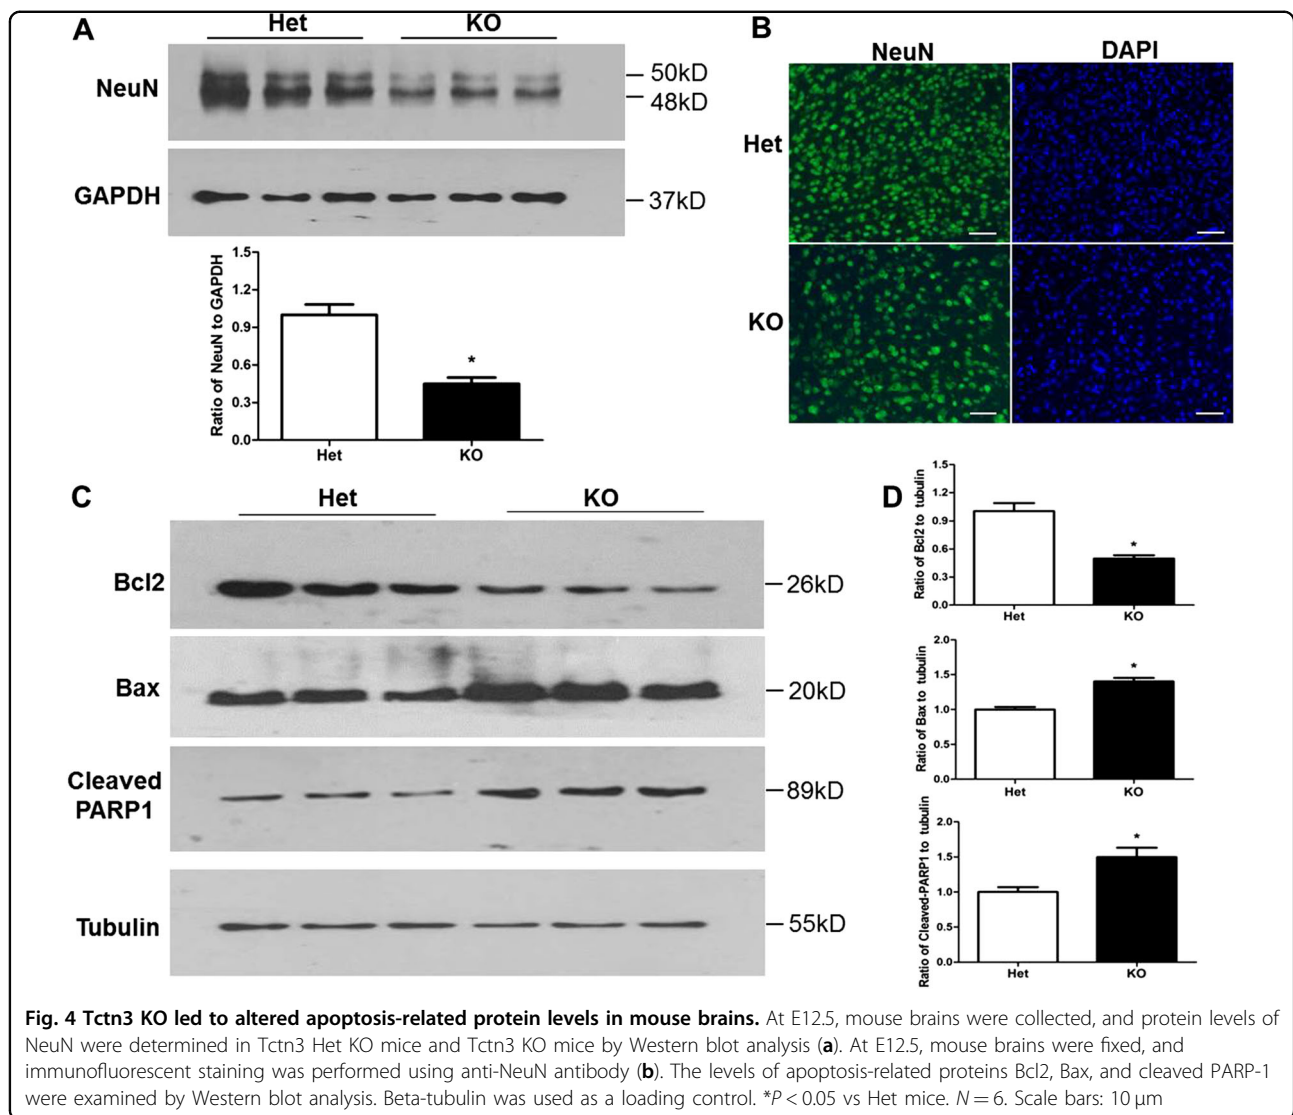 A
Het KO
NeuN
50kD
48kD
GAPDH
37kD
Ratio of NeuN to GAPDH
1.5
1.2
0.9
0.6
0.3
0.0
*
Het KO
B
NeuN DAPI
Het
KO
C
Het KO
Bcl2
26kD
Bax
20kD
Cleaved
PARP1
89kD
Tubulin
55kD
D
Ratio of Bcl2 to tubulin
1.5
1.2
0.9
0.6
0.3
0.0
*
Het KO
Ratio of Bax to tubulin
2.0
1.5
1.0
0.5
0.0
*
Het KO
Ratio of Cleaved-PARP1 to tubulin
2.0
1.5
1.0
0.5
0.0
*
Het KO
Fig. 4 Tctn3 KO led to altered apoptosis-related protein levels in mouse brains. At E12.5, mouse brains were collected, and protein levels of
NeuN were determined in Tctn3 Het KO mice and Tctn3 KO mice by Western blot analysis (a). At E12.5, mouse brains were fixed, and
immunofluorescent staining was performed using anti-NeuN antibody (b). The levels of apoptosis-related proteins Bcl2, Bax, and cleaved PARP-1
were examined by Western blot analysis. Beta-tubulin was used as a loading control. *P < 0.05 vs Het mice. N = 6. Scale bars: 10 µm